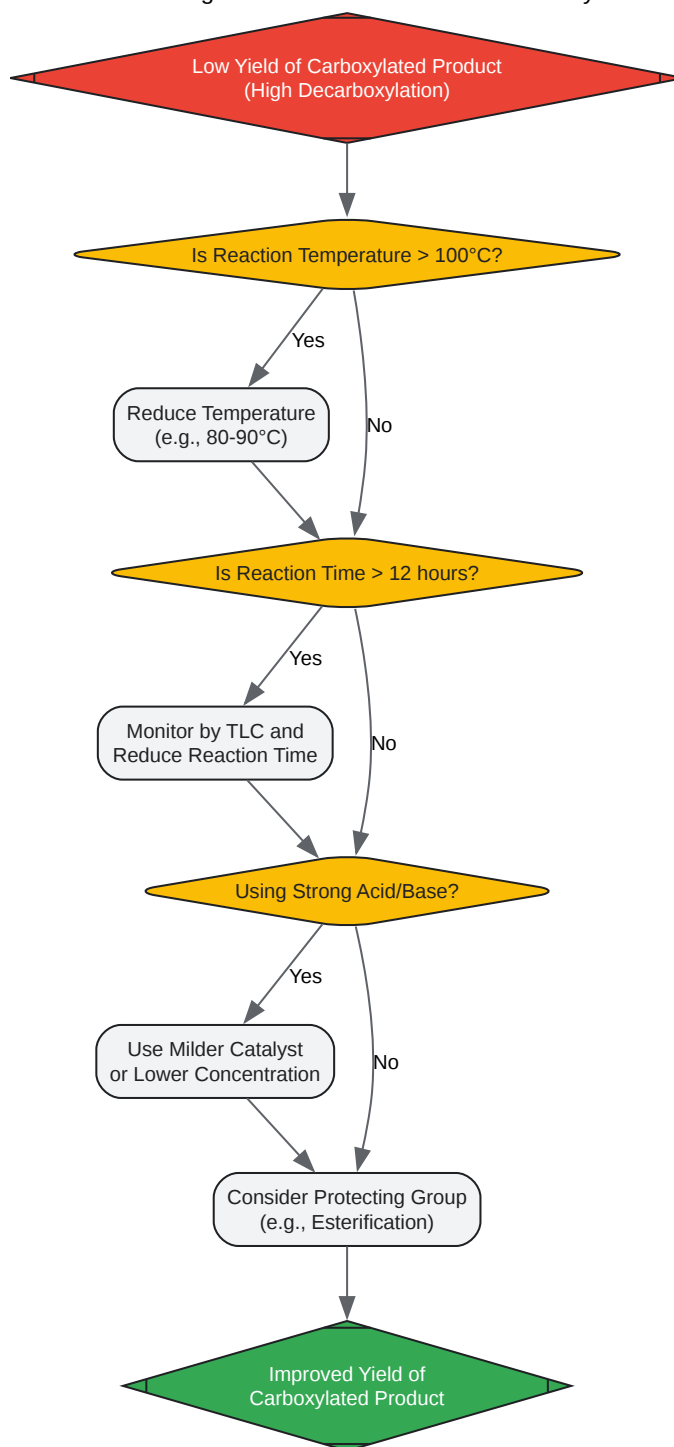 Low Yield of Carboxylated Product
(High Decarboxylation)
Is Reaction Temperature > 100°C?
Yes
Reduce Temperature
(e.g., 80-90°C)
No
Is Reaction Time > 12 hours?
Yes
Monitor by TLC and
Reduce Reaction Time
No
Using Strong Acid/Base?
Yes
Use Milder Catalyst
or Lower Concentration
No
Consider Protecting Group
(e.g., Esterification)
Improved Yield of
Carboxylated Product